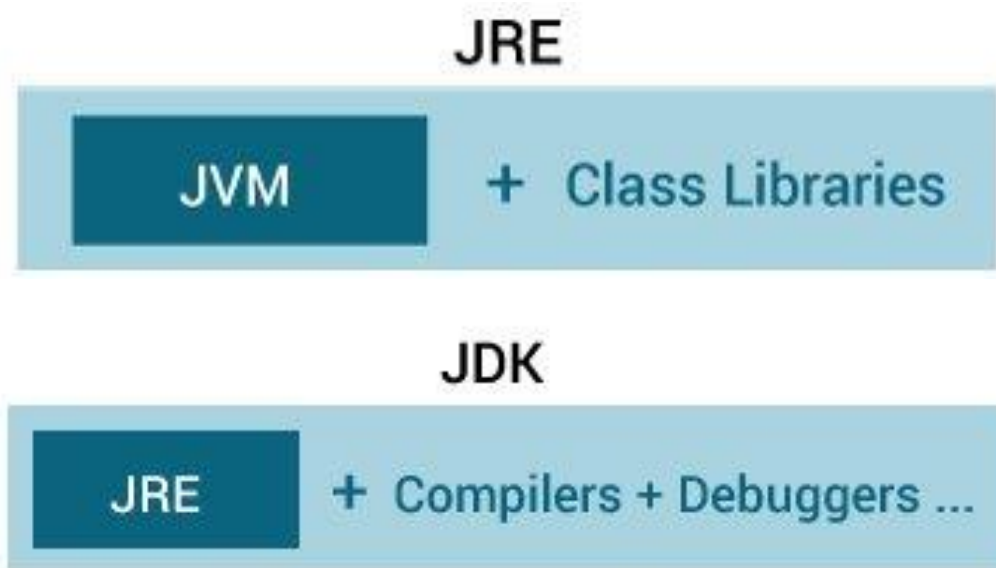 JRE
JVM + Class Libraries
JDK
JRE + Compilers + Debuggers ...